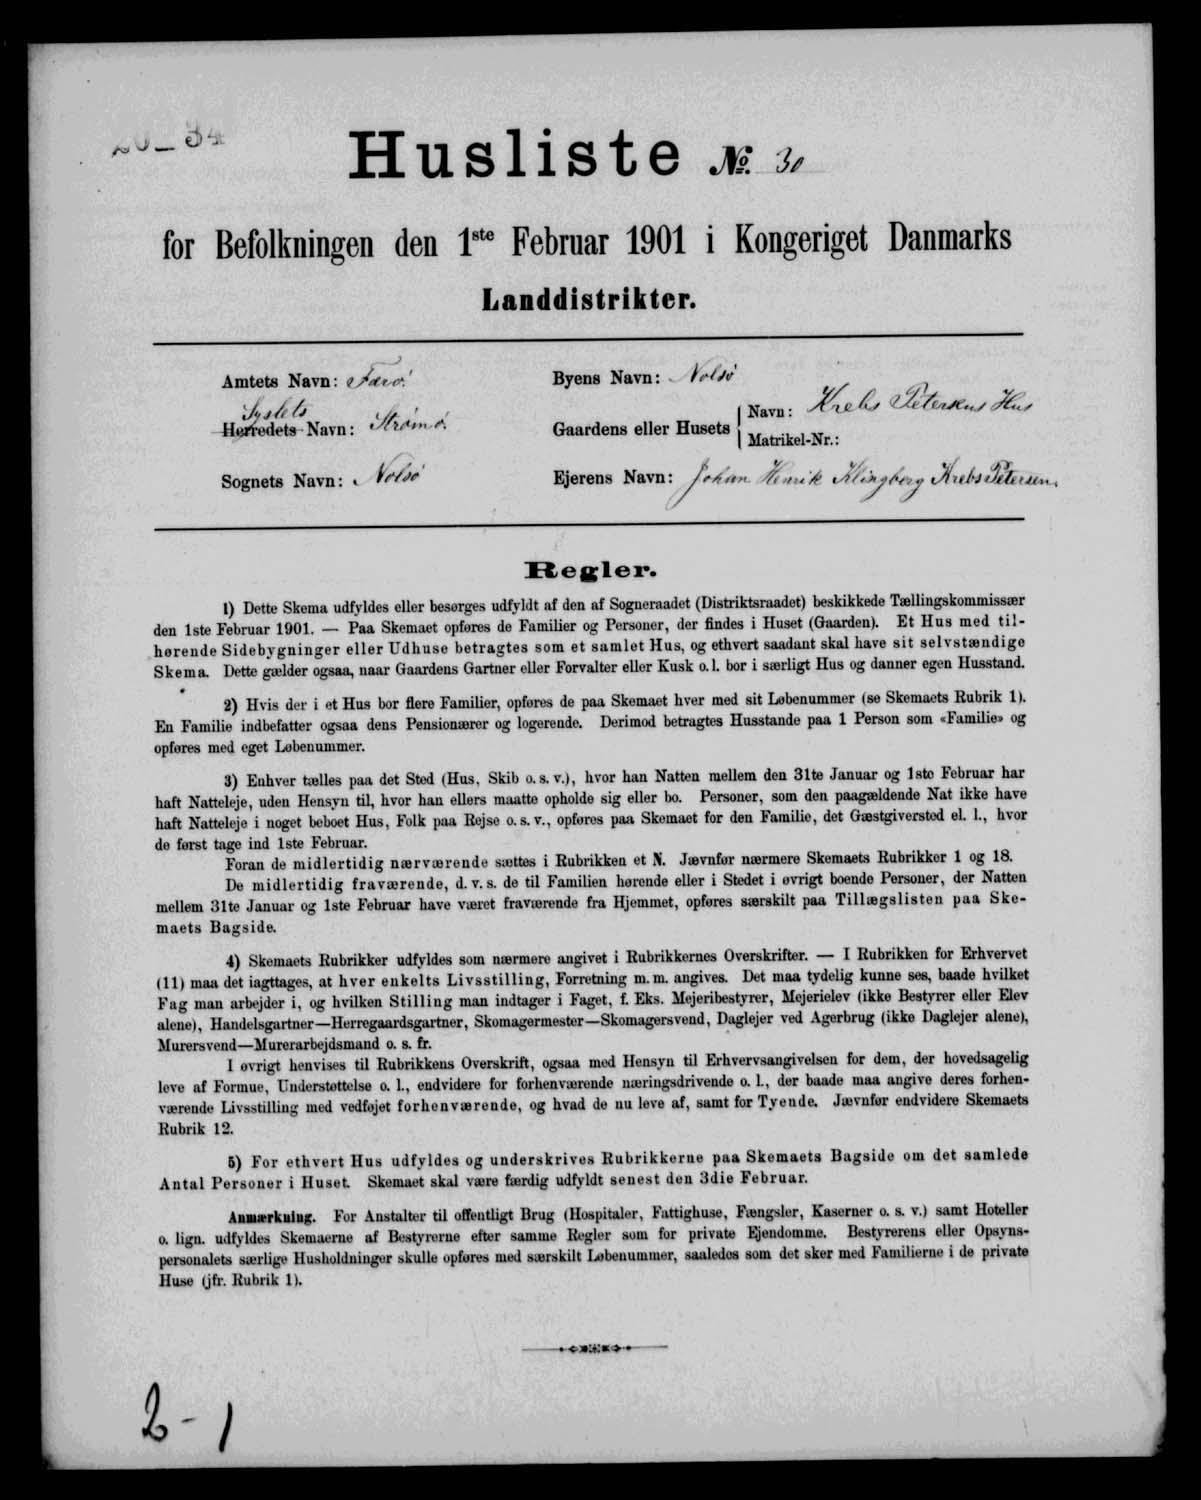 20_34
Husliste № 30
for Befolkningen den 1ste Februar 1901 i Kongeriget Danmarks
Landdistrikter.
Amtets Navn: Færö.
Syslets
Herredets Navn: Strömö.
Sognets Navn: Nolsö
Byens Navn: Nolsö
Gaardens eller Husets
Navn: Krebs Petersens Hus
Matrikel-Nr.:
Ejerens Navn: Johan Henrik Klingberg Krebs Petersen.
Regler.
1) Dette Skema udfyldes eller besørges udfyldt af den af Sogneraadet (Distriktsraadet) beskikkede Tællingskommissær
den 1ste Februar 1901. — Paa Skemaet opføres de Familier og Personer, der findes i Huset (Gaarden). Et Hus med til-
hørende Sidebygninger eller Udhuse betragtes som et samlet Hus, og ethvert saadant skal have sit selvstændige
Skema. Dette gælder ogsaa, naar Gaardens Gartner eller Forvalter eller Kusk o. l. bor i særligt Hus og danner egen Husstand.
2) Hvis der i et Hus bor flere Familier, opføres de paa Skemaet hver med sit Løbenummer (se Skemaets Rubrik 1).
En Familie indbefatter ogsaa dens Pensionærer og logerende. Derimod betragtes Husstande paa 1 Person som «Familie» og
opføres med eget Løbenummer.
3) Enhver tælles paa det Sted (Hus, Skib o. s. v.), hvor han Natten mellem den 31te Januar og 1ste Februar har
haft Natteleje, uden Hensyn til, hvor han ellers maatte opholde sig eller bo. Personer, som den paagældende Nat ikke have
haft Natteleje i noget beboet Hus, Folk paa Rejse o. s. v., opføres paa Skemaet for den Familie, det Gæstgiversted el. l., hvor
de først tage ind 1ste Februar.
Foran de midlertidig nærværende sættes i Rubrikken et N. Jævnfør nærmere Skemaets Rubrikker 1 og 18.
De midlertidig fraværende, d. v. s. de til Familien hørende eller i Stedet i øvrigt boende Personer, der Natten
mellem 31te Januar og 1ste Februar have været fraværende fra Hjemmet, opføres særskilt paa Tillægslisten paa Ske-
maets Bagside.
4) Skemaets Rubrikker udfyldes som nærmere angivet i Rubrikkernes Overskrifter. — I Rubrikken for Erhvervet
(11) maa det iagttages, at hver enkelts Livsstilling, Forretning m. m. angives. Det maa tydelig kunne ses, baade hvilket
Fag man arbejder i, og hvilken Stilling man indtager i Faget, f. Eks. Mejeribestyrer, Mejerielev (ikke Bestyrer eller Elev
alene), Handelsgartner—Herregaardsgartner, Skomagermester—Skomagersvend, Daglejer ved Agerbrug (ikke Daglejer alene),
Murersvend—Murerarbejdsmand o. s. fr.
I øvrigt henvises til Rubrikkens Overskrift, ogsaa med Hensyn til Erhvervsangivelsen for dem, der hovedsagelig
leve af Formue, Understøttelse o. l., endvidere for forhenværende næringsdrivende o. l., der baade maa angive deres forhen-
værende Livsstilling med vedføjet forhenværende, og hvad de nu leve af, samt for Tyende. Jævnfør endvidere Skemaets
Rubrik 12.
5) For ethvert Hus udfyldes og underskrives Rubrikkerne paa Skemaets Bagside om det samlede
Antal Personer i Huset. Skemaet skal være færdig udfyldt senest den 3die Februar.
Anmærkning. For Anstalter til offentligt Brug (Hospitaler, Fattighuse, Fængsler, Kaserner o. s. v.) samt Hoteller
o. lign. udfyldes Skemaerne af Bestyrerne efter samme Regler som for private Ejendomme. Bestyrerens eller Opsyns-
personalets særlige Husholdninger skulle opføres med særskilt Løbenummer, saaledes som det sker med Familierne i de private
Huse (jfr. Rubrik 1).
2-1